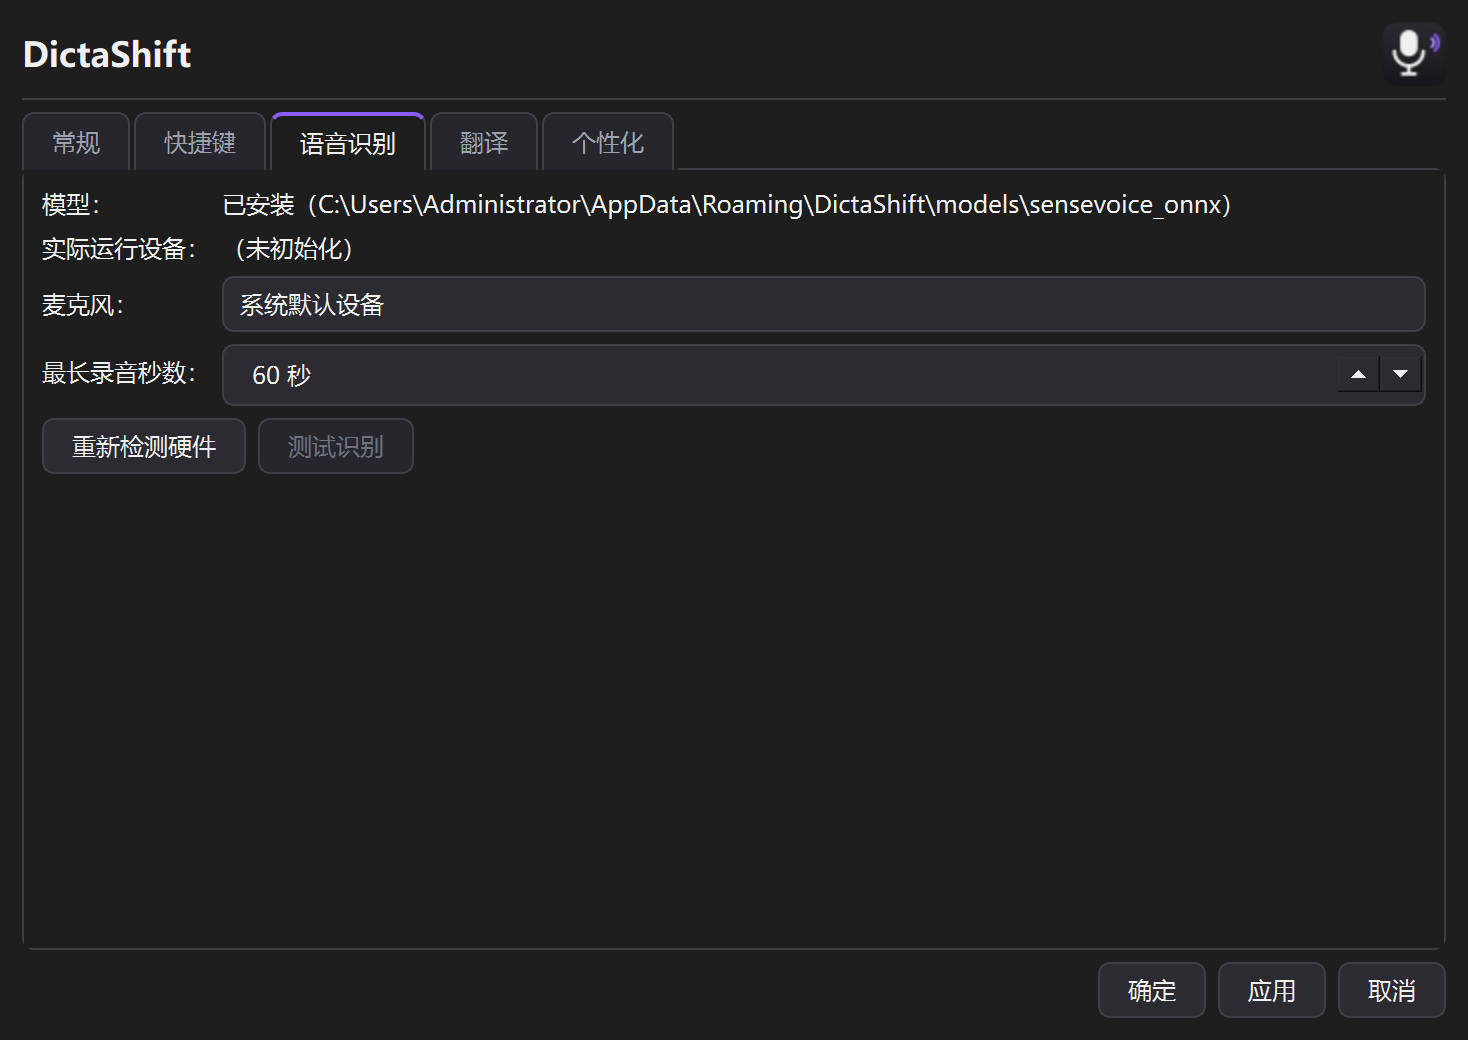 DictaShift
常规 快捷键 语音识别 翻译 个性化
模型： 已安装（C:\Users\Administrator\AppData\Roaming\DictaShift\models\sensevoice_onnx）
实际运行设备： （未初始化）
麦克风： 系统默认设备
最长录音秒数： 60 秒
重新检测硬件 测试识别
确定 应用 取消